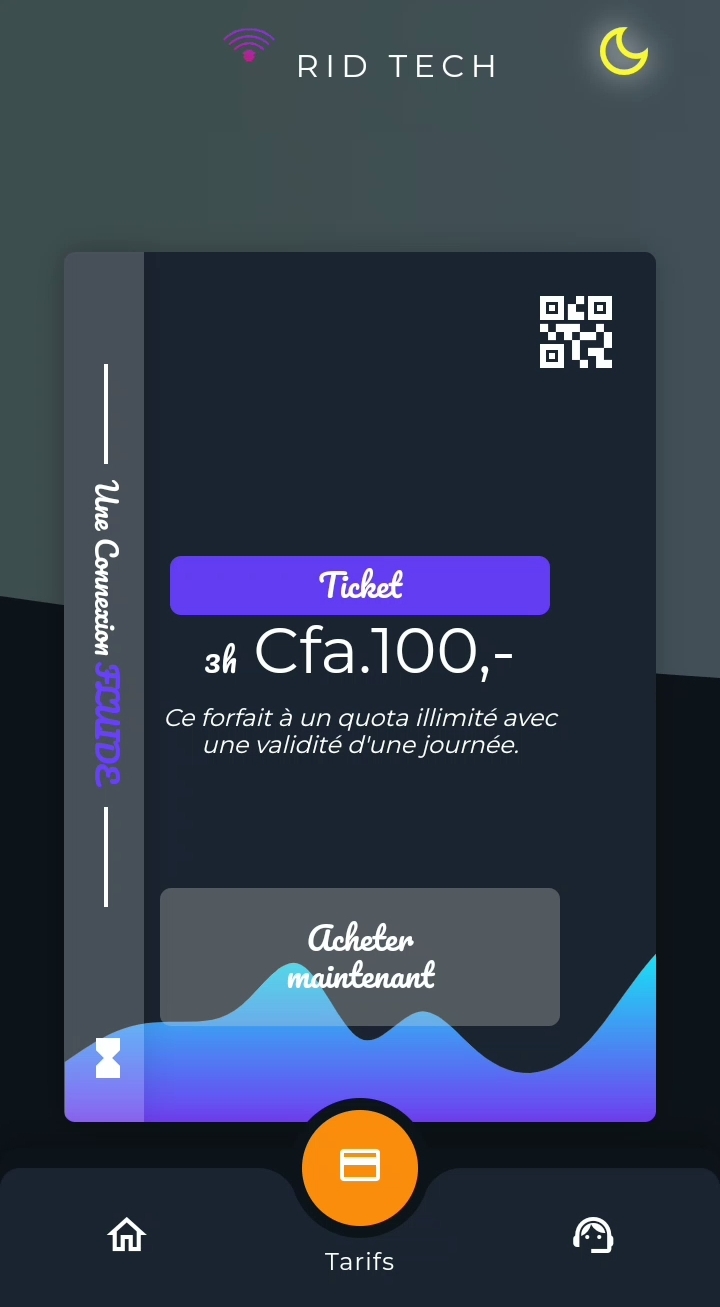 RID TECH
Une Connexion FLUIDE
Ticket
3h Cfa.100,-
Ce forfait à un quota illimité avec
une validité d'une journée.
Acheter
maintenant
Tarifs